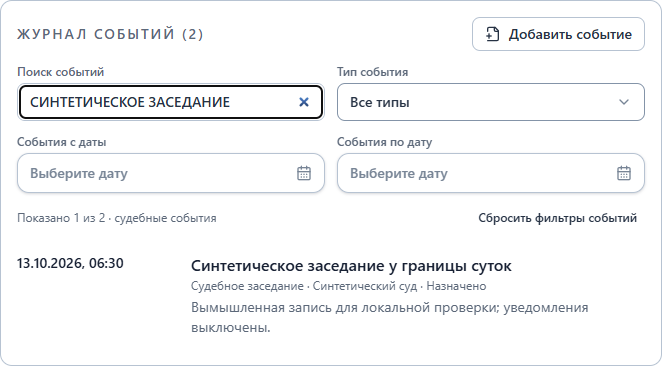 ЖУРНАЛ СОБЫТИЙ (2)
Добавить событие
Поиск событий
Тип события
СИНТЕТИЧЕСКОЕ ЗАСЕДАНИЕ
Все типы
События с даты
События по дату
Выберите дату
Выберите дату
Показано 1 из 2 · судебные события
Сбросить фильтры событий
13.10.2026, 06:30
Синтетическое заседание у границы суток
Судебное заседание · Синтетический суд · Назначено
Вымышленная запись для локальной проверки; уведомления
выключены.